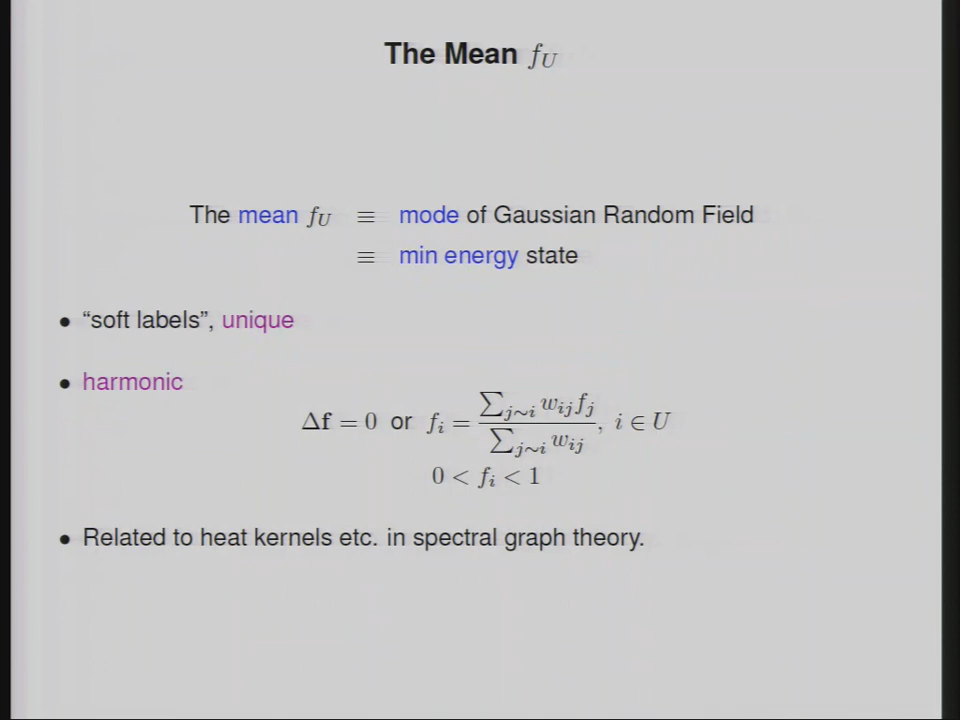 The Mean f_U
The mean f_U ≡ mode of Gaussian Random Field
≡ min energy state
• “soft labels”, unique
• harmonic
Δf = 0 or f_i = ∑_{j∼i} w_{ij} f_j / ∑_{j∼i} w_{ij}, i ∈ U
0 < f_i < 1
• Related to heat kernels etc. in spectral graph theory.